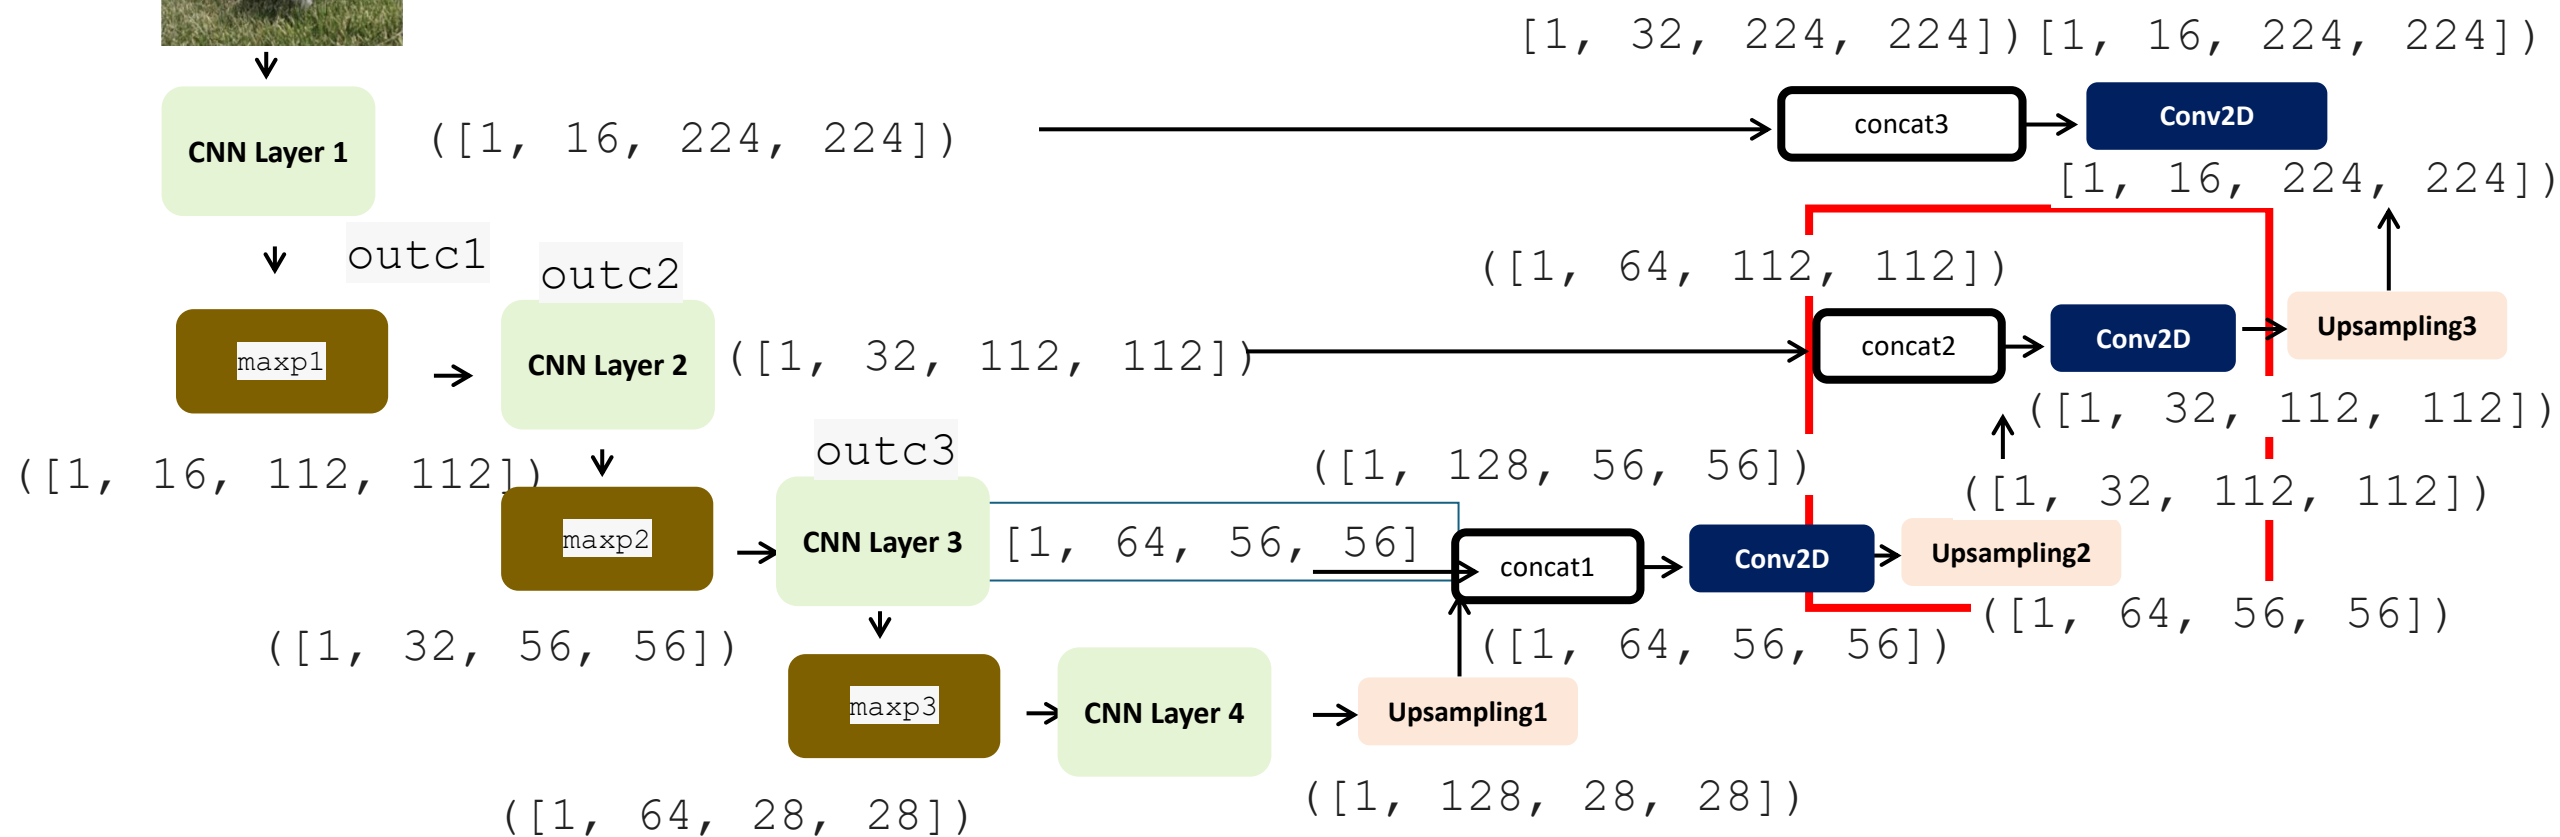 [1, 32, 224, 224])
[1, 16, 224, 224])
CNN Layer 1
([1, 16, 224, 224])
concat3
Conv2D
[1, 16, 224, 224])
outc1
outc2
([1, 64, 112, 112])
maxp1
CNN Layer 2
([1, 32, 112, 112])
concat2
Conv2D
Upsampling3
([1, 32, 112, 112])
outc3
([1, 16, 112, 112])
([1, 128, 56, 56])
([1, 32, 112, 112])
maxp2
CNN Layer 3
[1, 64, 56, 56]
concat1
Conv2D
Upsampling2
([1, 64, 56, 56])
([1, 32, 56, 56])
([1, 64, 56, 56])
maxp3
CNN Layer 4
Upsampling1
([1, 128, 28, 28])
([1, 64, 28, 28])